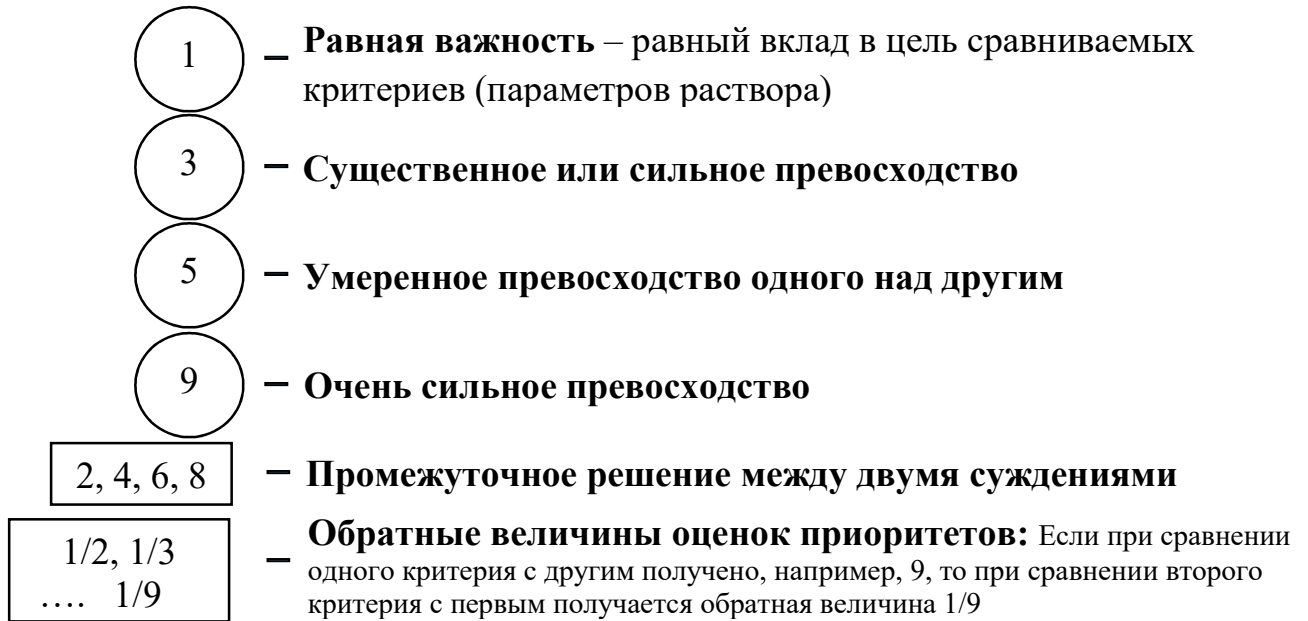 1 – Равная важность – равный вклад в цель сравниваемых
критериев (параметров раствора)
3 – Существенное или сильное превосходство
5 – Умеренное превосходство одного над другим
9 – Очень сильное превосходство
2, 4, 6, 8 – Промежуточное решение между двумя суждениями
1/2, 1/3
…. 1/9
– Обратные величины оценок приоритетов: Если при сравнении
одного критерия с другим получено, например, 9, то при сравнении второго
критерия с первым получается обратная величина 1/9